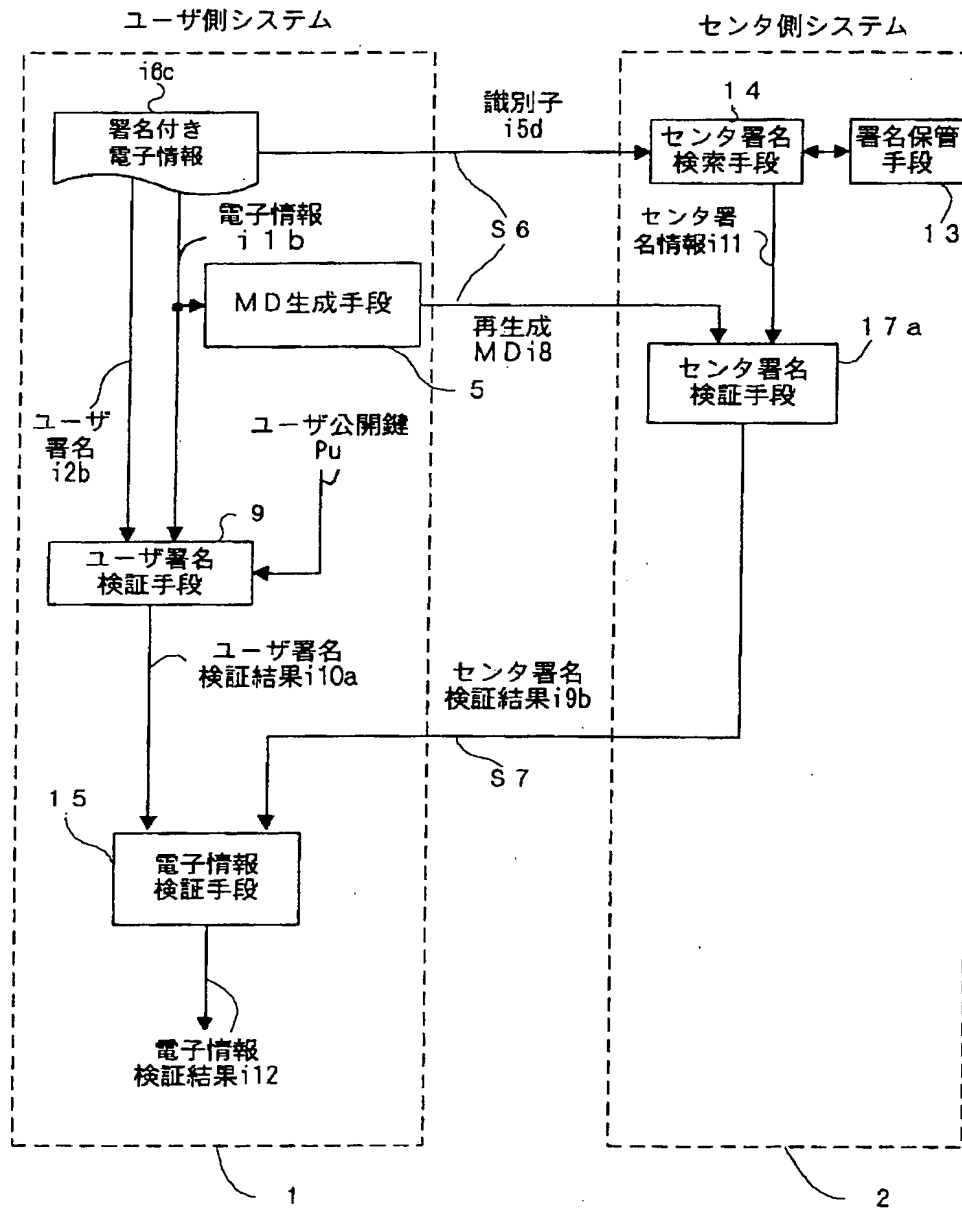 ユーザ側システム
センタ側システム
i6c
署名付き
電子情報
識別子
i5d
14
センタ署名
検索手段
署名保管
手段
13
S6
電子情報
i1b
センタ署
名情報i11
MD生成手段
5
再生成
MDi8
17a
センタ署名
検証手段
ユーザ
署名
i2b
ユーザ公開鍵
Pu
9
ユーザ署名
検証手段
ユーザ署名
検証結果i10a
センタ署名
検証結果i9b
S7
15
電子情報
検証手段
電子情報
検証結果i12
1
2